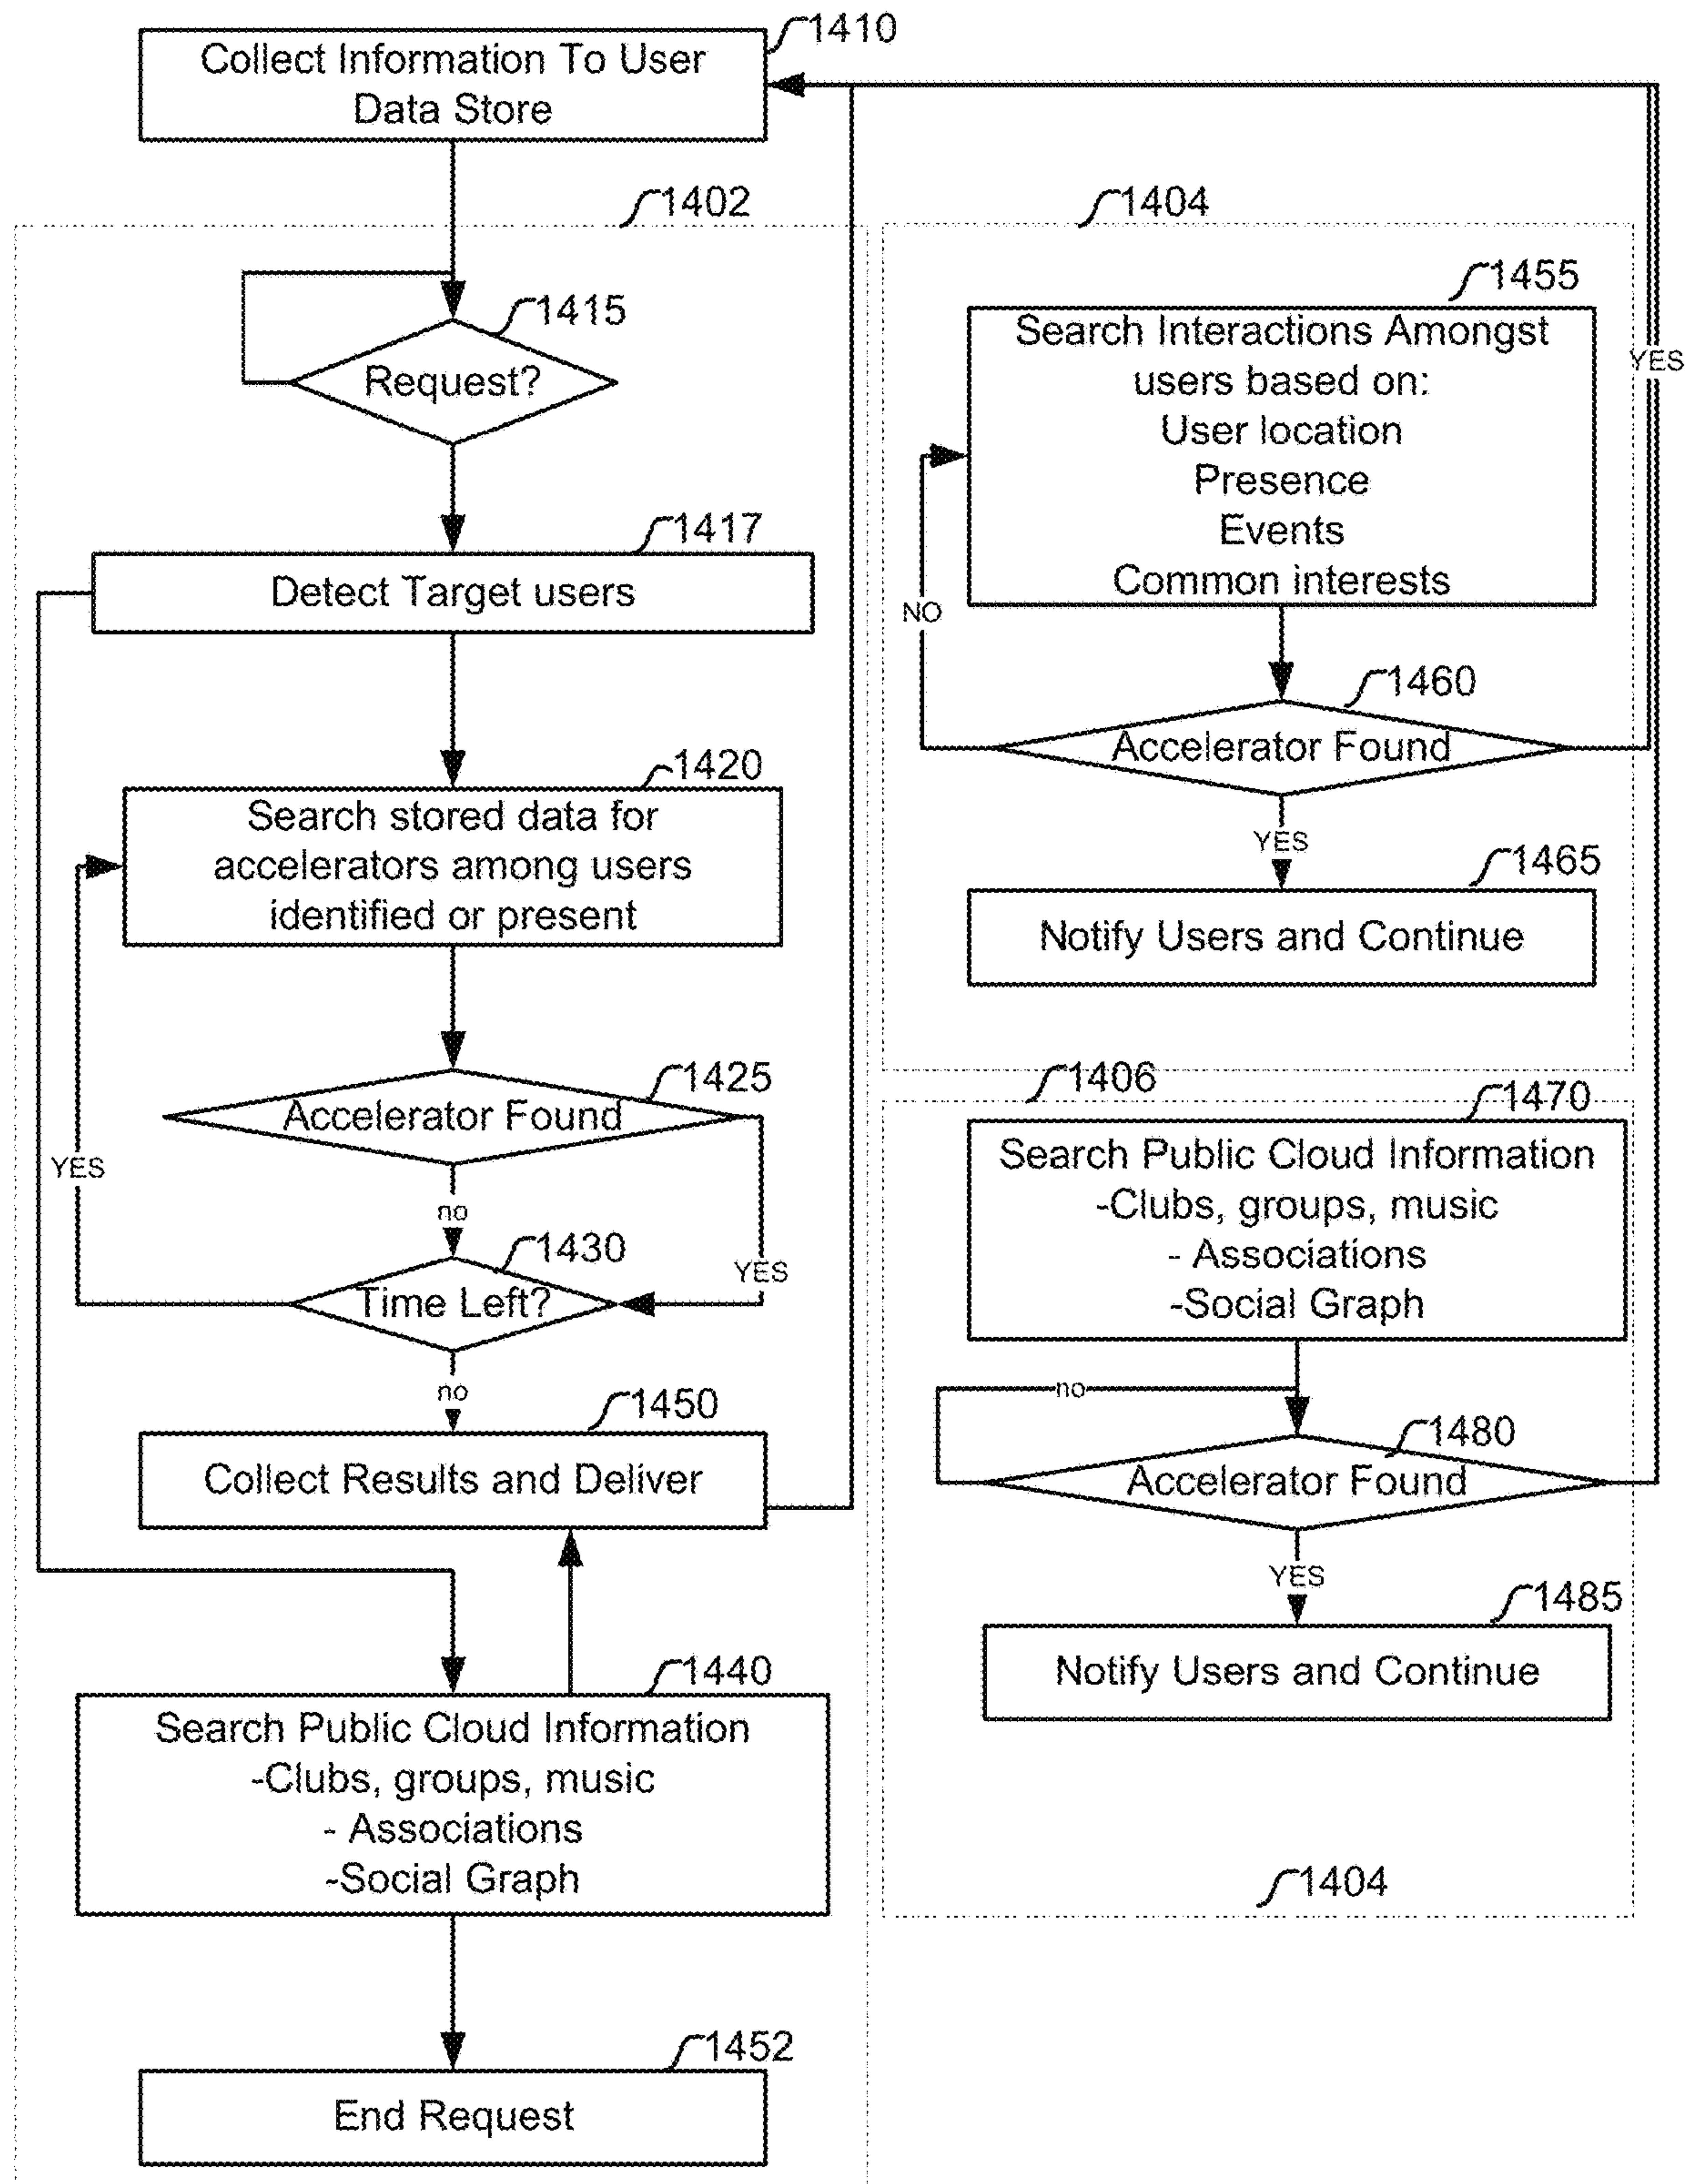 1410
Collect Information To User
Data Store
1402
1415
Request?
1417
Detect Target users
1420
Search stored data for
accelerators among users
identified or present
1425
Accelerator Found
YES
no
YES
1430
Time Left?
no
1450
Collect Results and Deliver
1440
Search Public Cloud Information
-Clubs, groups, music
- Associations
-Social Graph
1452
End Request
1404
1455
Search Interactions Amongst
users based on:
User location
Presence
Events
Common interests
YES
NO
1460
Accelerator Found
YES
1465
Notify Users and Continue
1406
1470
Search Public Cloud Information
-Clubs, groups, music
- Associations
-Social Graph
no
1480
Accelerator Found
YES
1485
Notify Users and Continue
1404